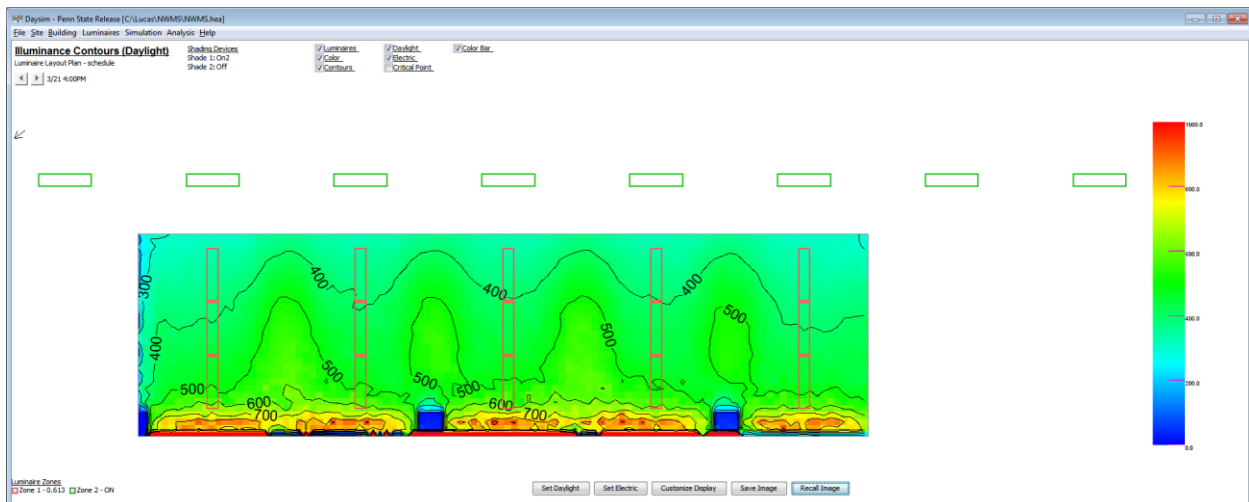 Daysim - Penn State Release [C:\Lucas\NWMS\NWMS.hea]
File Site Building Luminaires Simulation Analysis Help
Illuminance Contours (Daylight)
Luminaire Layout Plan - schedule
3/21 4:00PM
Shading Devices
Shade 1: On2
Shade 2: Off
Luminaires Daylight Color Bar
Color Electric
Contours Critical Point
1000.0
800.0
600.0
400.0
200.0
0.0
300
400
400
400
400
500
500
500
500
500
500
500
600
600
700
700
Luminaire Zones
Zone 1 - 0.613 Zone 2 - ON
Set Daylight Set Electric Customize Display Save Image Recall Image